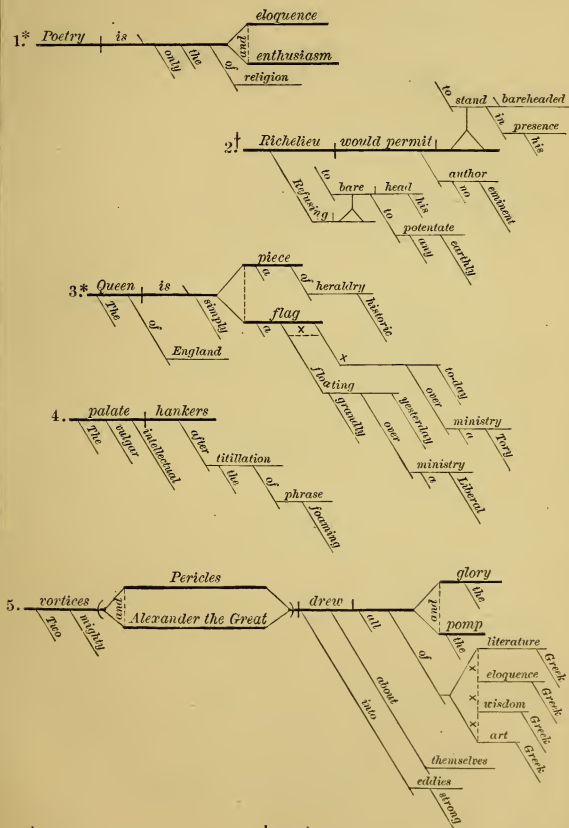 1.* Poetry is only the eloquence and enthusiasm of religion
2.† Richelieu would permit to stand bareheaded in presence his
author no eminent
Refusing to bare head his to potentate any earthly
3.* Queen is simply
The of England
piece a of heraldry historic
flag a x
floating grandly over ministry a Liberal yesterday
x over ministry a Tory to-day
4. palate hankers
The vulgar intellectual after titillation the of phrase foaming
5. vortices Two mighty
Pericles and Alexander the Great
drew all
glory the and pomp the
of literature Greek
x eloquence Greek
x wisdom Greek
x art Greek
about themselves
into eddies strong